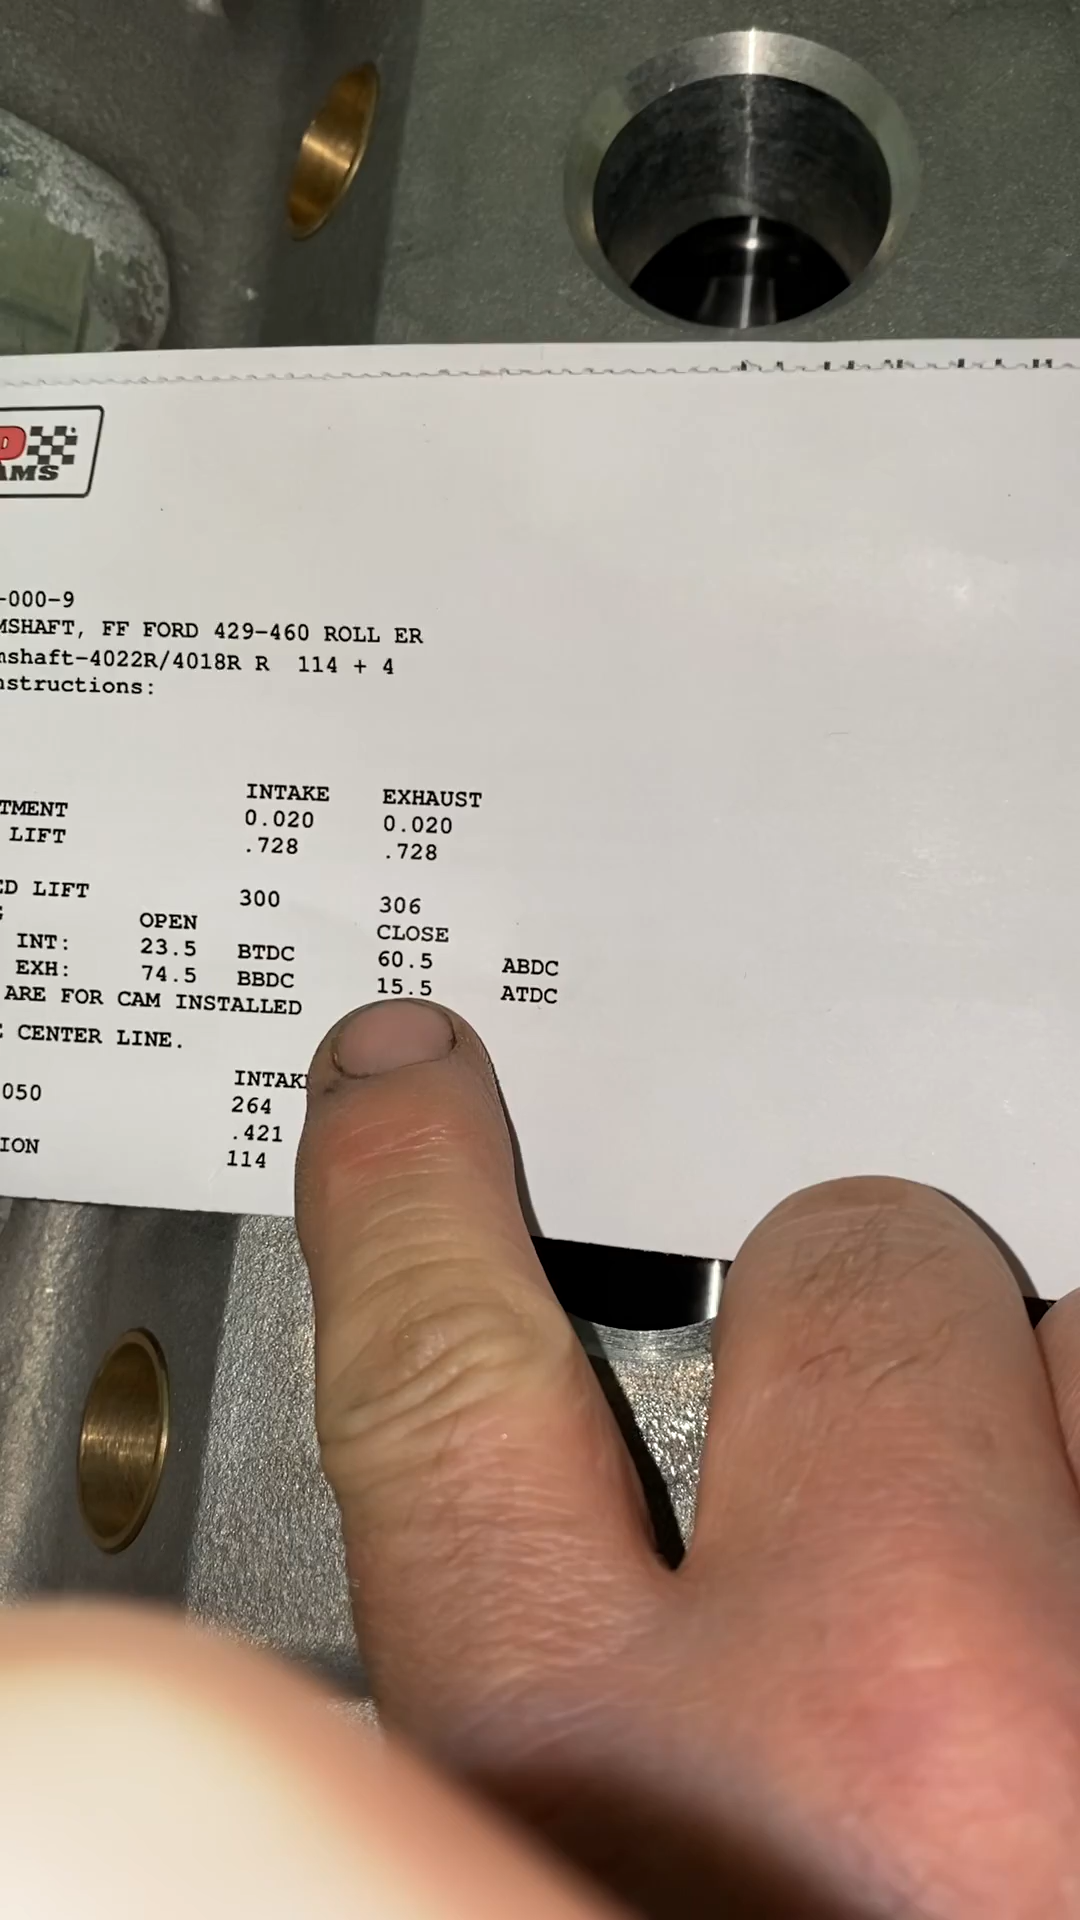 AMS
-000-9
MSHAFT, FF FORD 429-460 ROLL ER
mshaft-4022R/4018R R 114 + 4
nstructions:
INTAKE EXHAUST
TMENT 0.020 0.020
LIFT .728 .728
ED LIFT 300 306
OPEN CLOSE
INT: 23.5 BTDC 60.5 ABDC
EXH: 74.5 BBDC 15.5 ATDC
ARE FOR CAM INSTALLED
E CENTER LINE.
INTAK
050 264
.421
ION 114